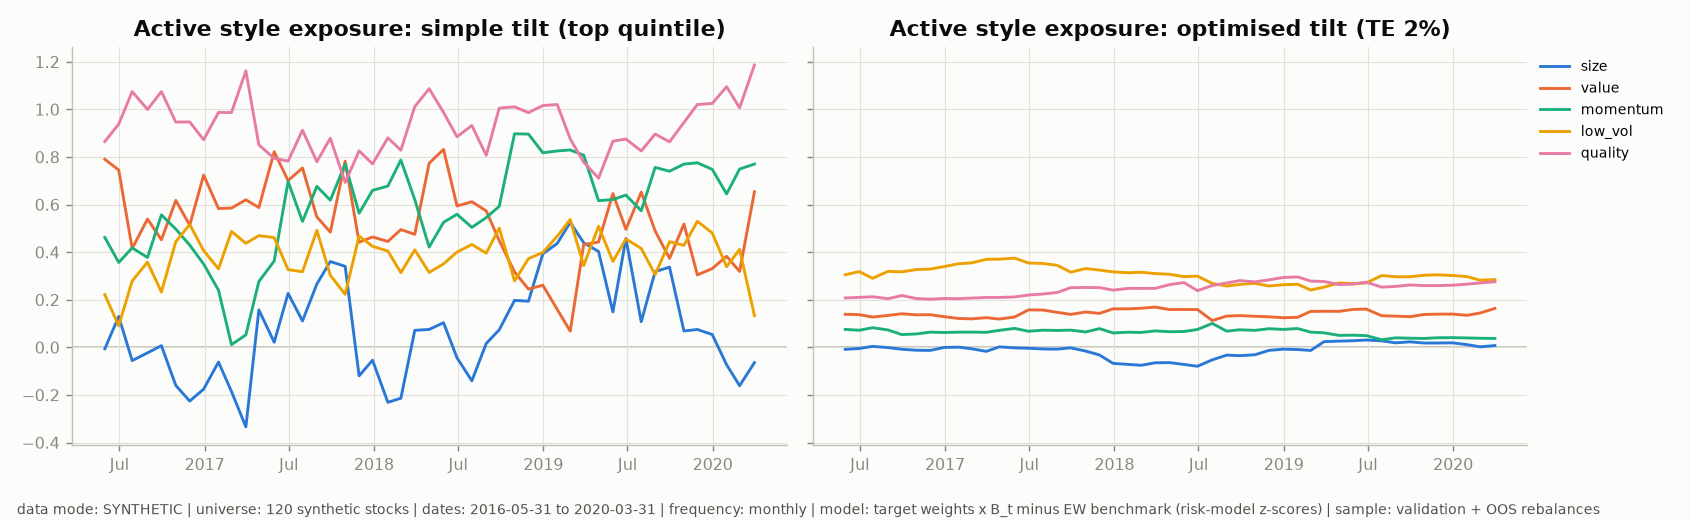 Active style exposure: simple tilt (top quintile)
Active style exposure: optimised tilt (TE 2%)
1.2
1.0
0.8
0.6
0.4
0.2
0.0
−0.2
−0.4
Jul
2017
Jul
2018
Jul
2019
Jul
2020
Jul
2017
Jul
2018
Jul
2019
Jul
2020
size
value
momentum
low_vol
quality
data mode: SYNTHETIC | universe: 120 synthetic stocks | dates: 2016-05-31 to 2020-03-31 | frequency: monthly | model: target weights x B_t minus EW benchmark (risk-model z-scores) | sample: validation + OOS rebalances